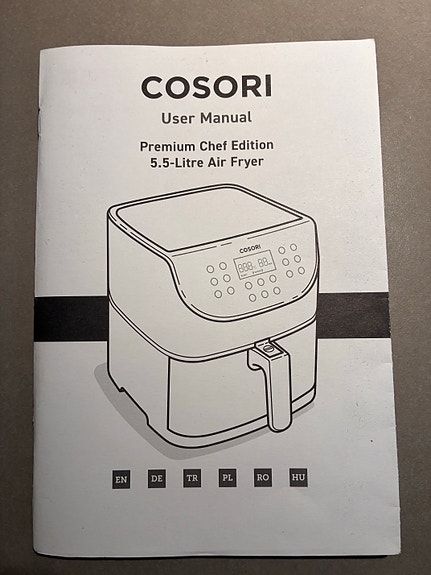 COSORI
User Manual
Premium Chef Edition
5.5-Litre Air Fryer
COSORI
EN DE TR PL RO HU